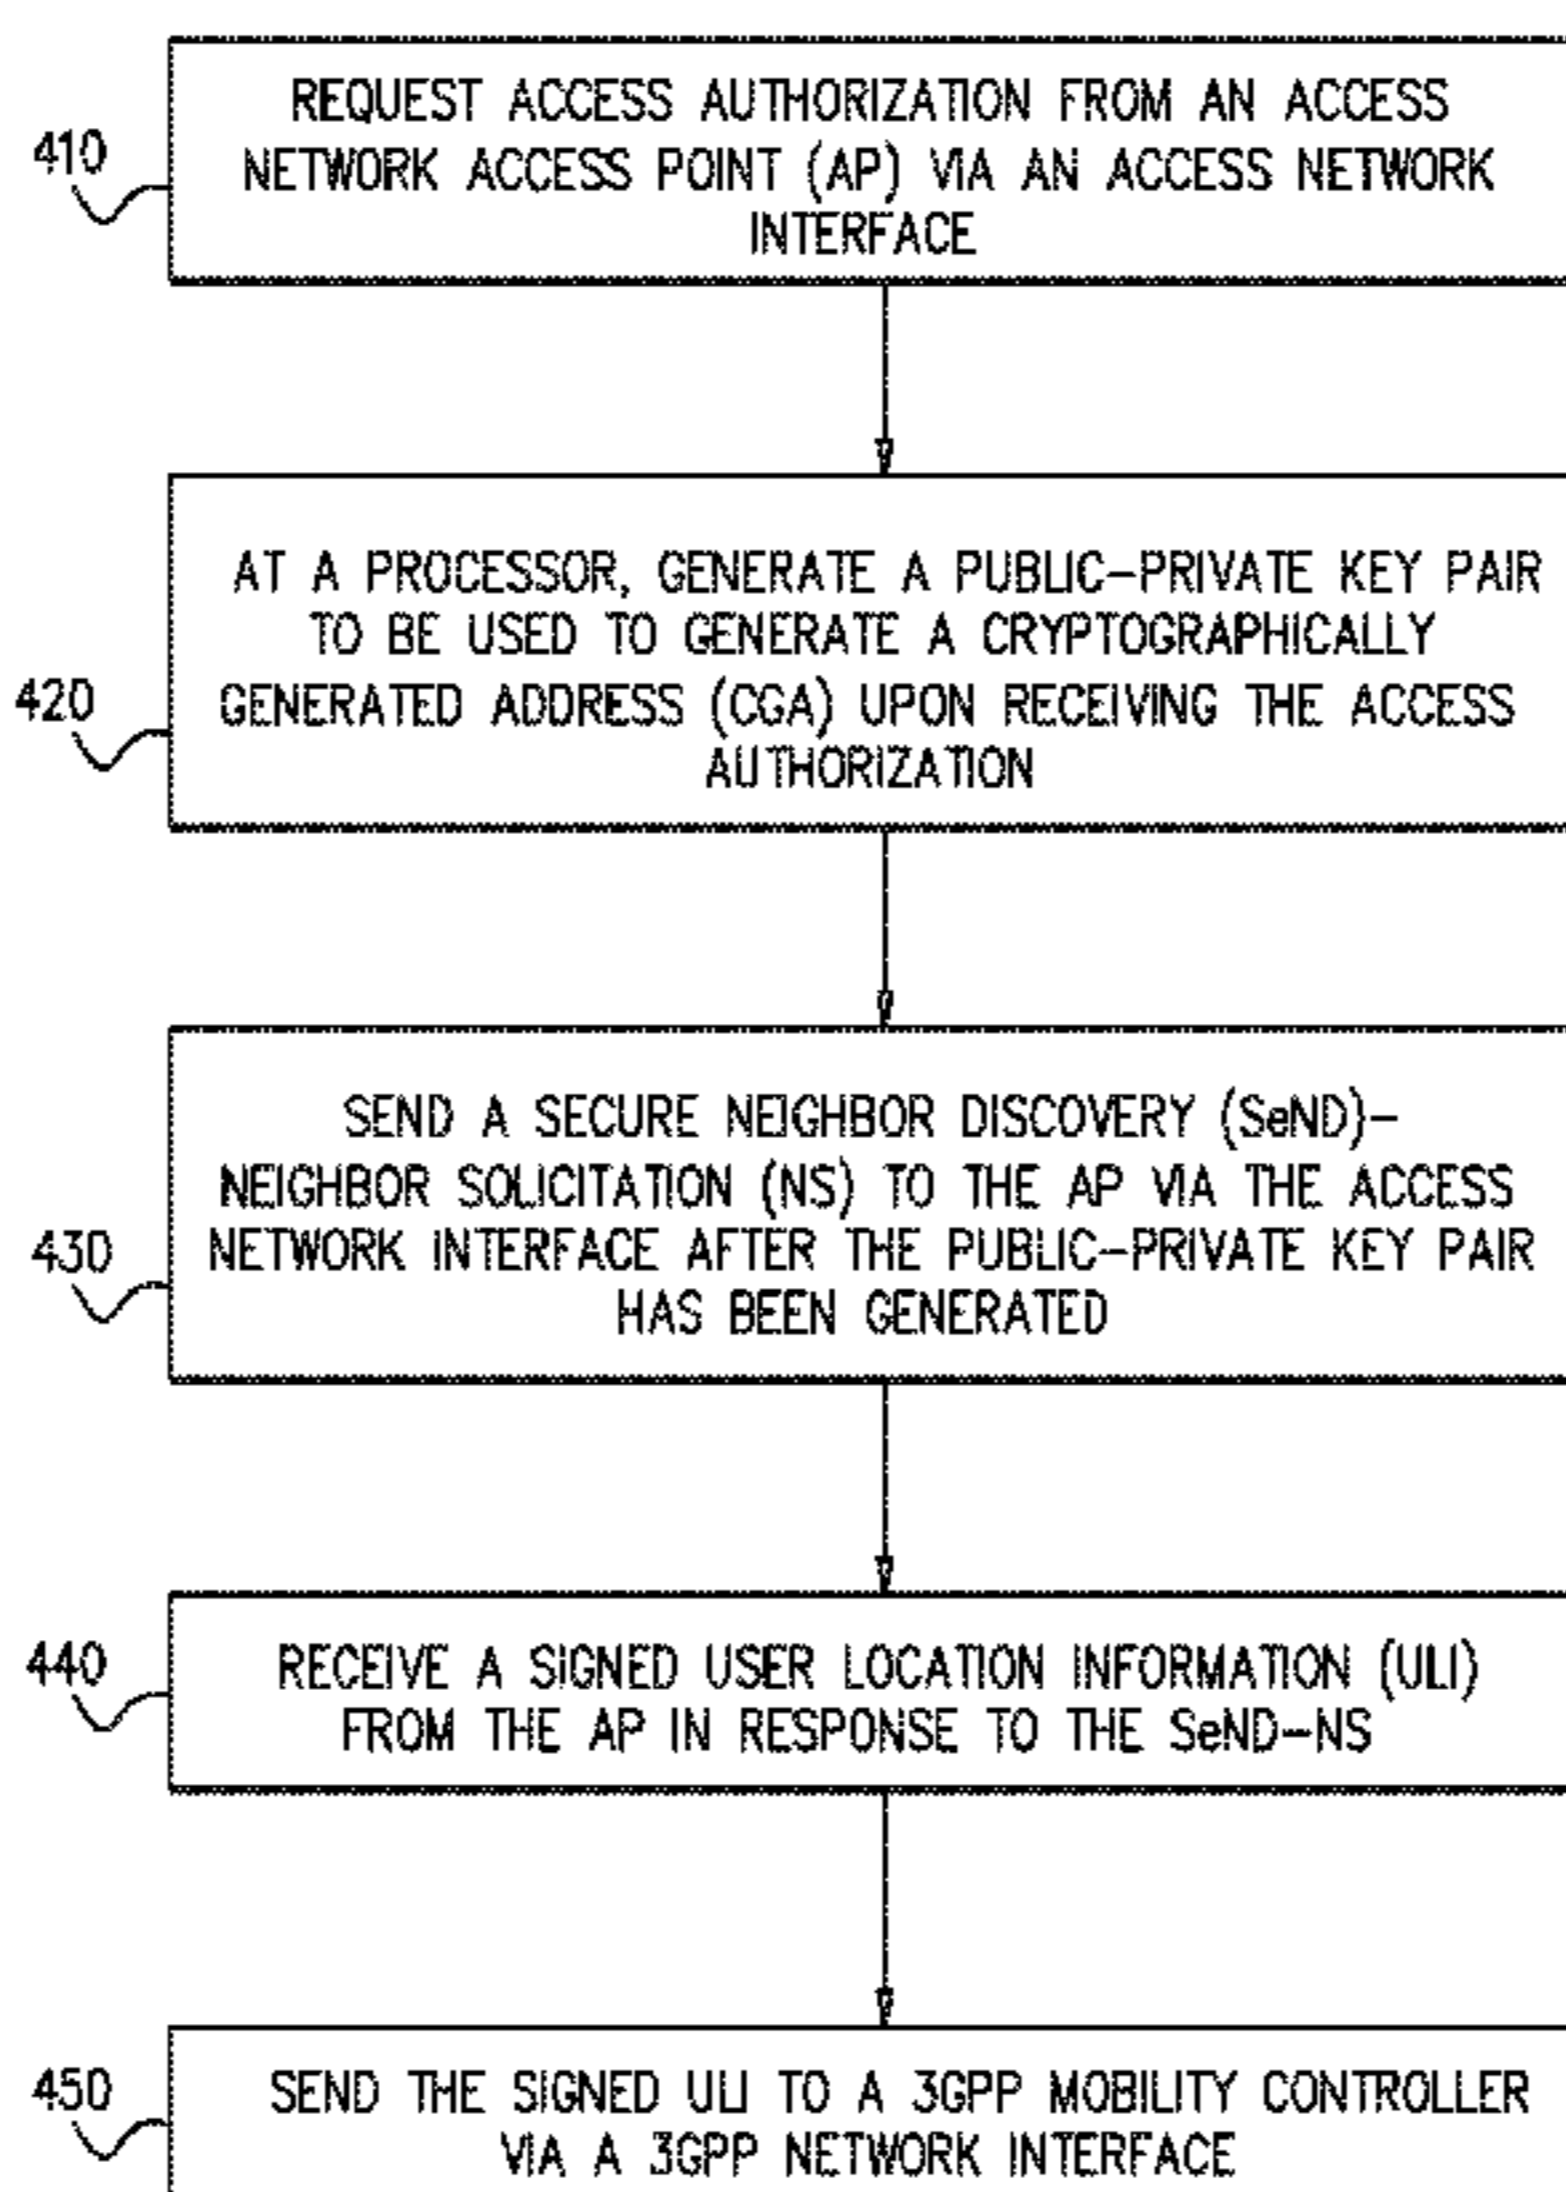 410
REQUEST ACCESS AUTHORIZATION FROM AN ACCESS
NETWORK ACCESS POINT (AP) VIA AN ACCESS NETWORK
INTERFACE
420
AT A PROCESSOR, GENERATE A PUBLIC-PRIVATE KEY PAIR
TO BE USED TO GENERATE A CRYPTOGRAPHICALLY
GENERATED ADDRESS (CGA) UPON RECEIVING THE ACCESS
AUTHORIZATION
430
SEND A SECURE NEIGHBOR DISCOVERY (SeND)-
NEIGHBOR SOLICITATION (NS) TO THE AP VIA THE ACCESS
NETWORK INTERFACE AFTER THE PUBLIC-PRIVATE KEY PAIR
HAS BEEN GENERATED
440
RECEIVE A SIGNED USER LOCATION INFORMATION (ULI)
FROM THE AP IN RESPONSE TO THE SeND-NS
450
SEND THE SIGNED ULI TO A 3GPP MOBILITY CONTROLLER
VIA A 3GPP NETWORK INTERFACE